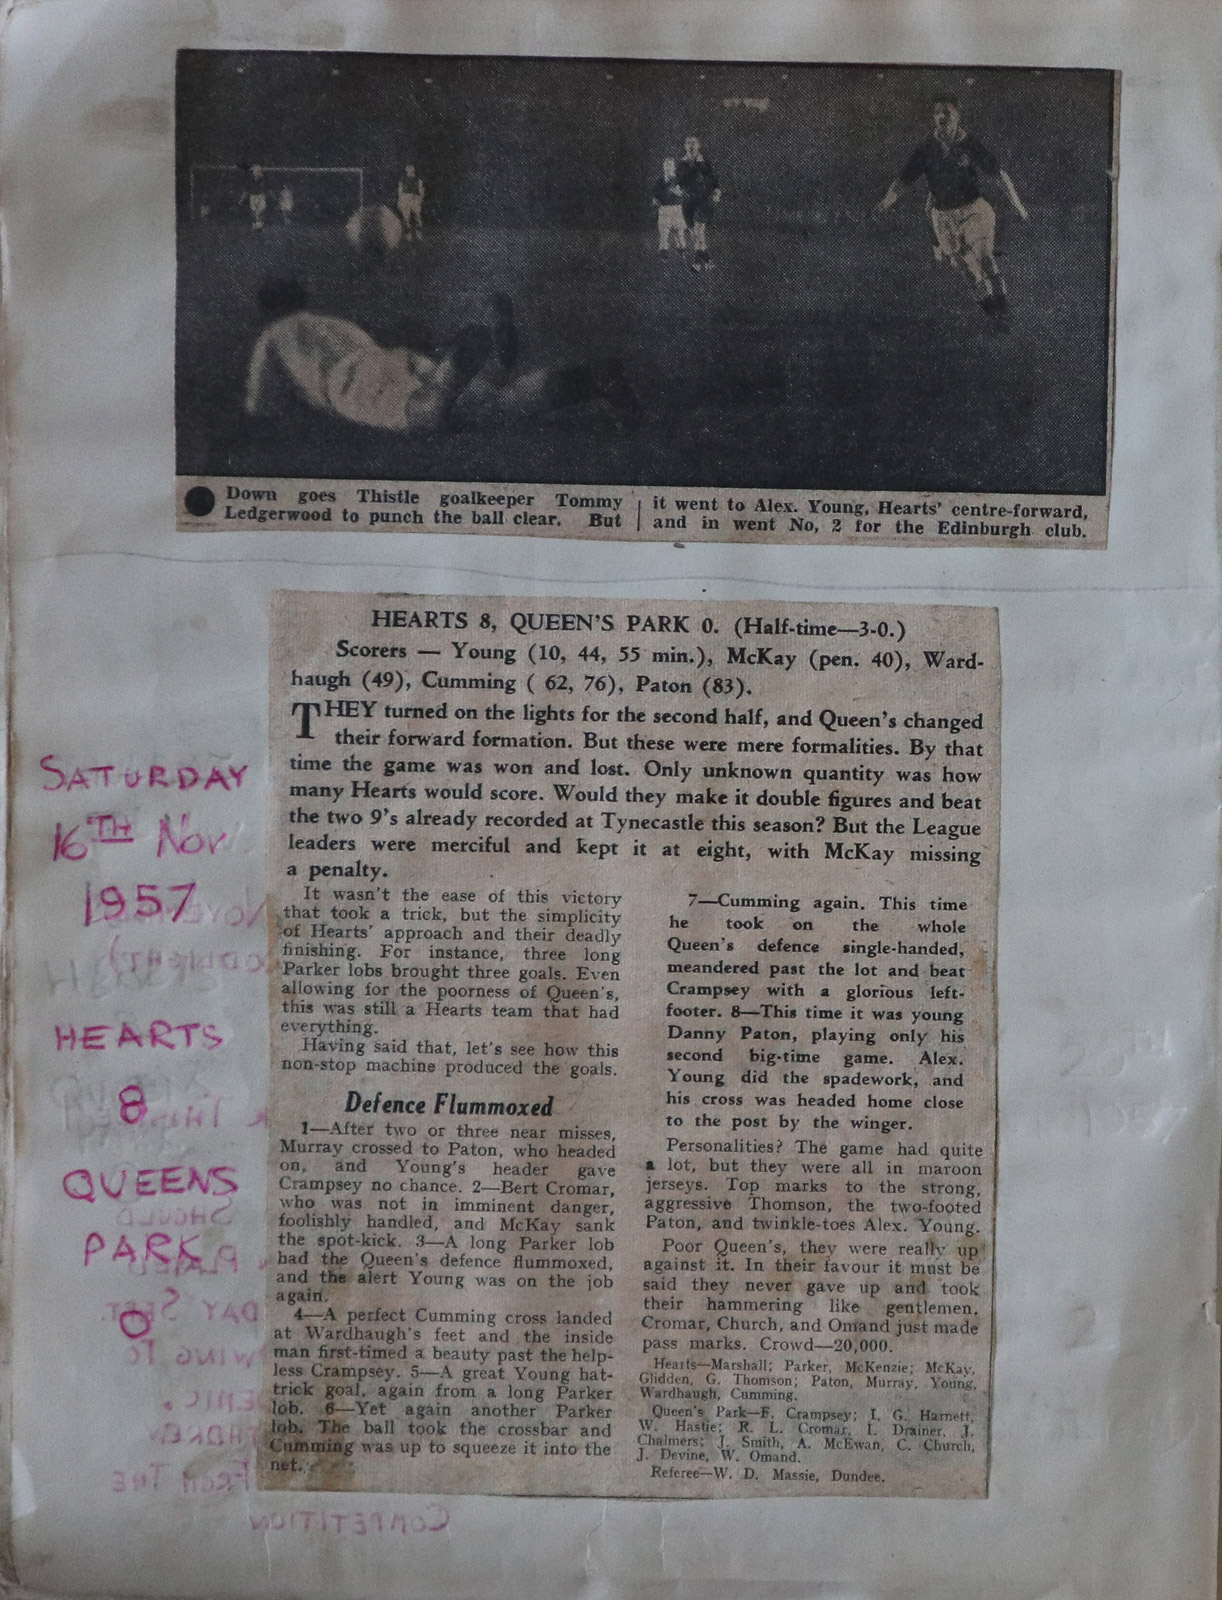 Down goes Thistle goalkeeper Tommy
Ledgerwood to punch the ball clear. But
it went to Alex. Young, Hearts' centre-forward,
and in went No, 2 for the Edinburgh club.
HEARTS 8, QUEEN'S PARK 0. (Half-time—3-0.)
Scorers — Young (10, 44, 55 min.), McKay (pen. 40), Ward-
haugh (49), Cumming ( 62, 76), Paton (83).
THEY turned on the lights for the second half, and Queen's changed
their forward formation. But these were mere formalities. By that
time the game was won and lost. Only unknown quantity was how
many Hearts would score. Would they make it double figures and beat
the two 9's already recorded at Tynecastle this season? But the League
leaders were merciful and kept it at eight, with McKay missing
a penalty.
It wasn't the ease of this victory
that took a trick, but the simplicity
of Hearts' approach and their deadly
finishing. For instance, three long
Parker lobs brought three goals. Even
allowing for the poorness of Queen's,
this was still a Hearts team that had
everything.
Having said that, let's see how this
non-stop machine produced the goals.
Defence Flummoxed
1—After two or three near misses,
Murray crossed to Paton, who headed
on, and Young's header gave
Crampsey no chance. 2—Bert Cromar,
who was not in imminent danger,
foolishly handled, and McKay sank
the spot-kick. 3—A long Parker lob
had the Queen's defence flummoxed,
and the alert Young was on the job
again.
4—A perfect Cumming cross landed
at Wardhaugh's feet and the inside
man first-timed a beauty past the help-
less Crampsey. 5—A great Young hat-
trick goal, again from a long Parker
lob. 6—Yet again another Parker
lob. The ball took the crossbar and
Cumming was up to squeeze it into the
net.
7—Cumming again. This time
he took on the whole
Queen's defence single-handed,
meandered past the lot and beat
Crampsey with a glorious left-
footer. 8—This time it was young
Danny Paton, playing only his
second big-time game. Alex.
Young did the spadework, and
his cross was headed home close
to the post by the winger.
Personalities? The game had quite
a lot, but they were all in maroon
jerseys. Top marks to the strong,
aggressive Thomson, the two-footed
Paton, and twinkle-toes Alex. Young.
Poor Queen's, they were really up
against it. In their favour it must be
said they never gave up and took
their hammering like gentlemen.
Cromar, Church, and Omand just made
pass marks. Crowd—20,000.
Hearts—Marshall; Parker, McKenzie; McKay,
Glidden, G. Thomson; Paton, Murray, Young,
Wardhaugh, Cumming.
Queen's Park—F. Crampsey; I. G. Harnett,
W. Hastie; R. L. Cromar, I. Drainer, J.
Chalmers; J. Smith, A. McEwan, C. Church,
J. Devine, W. Omand.
Referee—W. D. Massie, Dundee.
SATURDAY
16TH NOV
1957
HEARTS
8
QUEENS
PARK
0